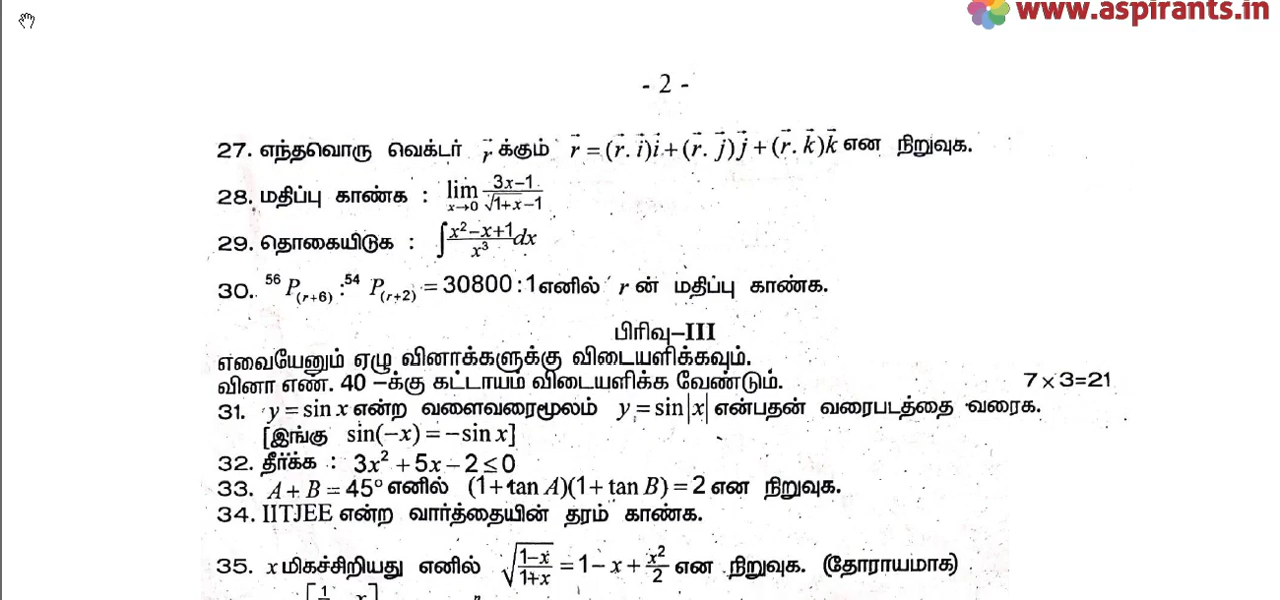 www.aspirants.in
- 2 -
27. எந்தவொரு வெக்டர் r⃗ க்கும் r⃗ = (r⃗. i⃗)i⃗ + (r⃗. j⃗)j⃗ + (r⃗. k⃗)k⃗ என நிறுவுக.
28. மதிப்பு காண்க : lim x→0 (3x−1)/(√1+x −1)
29. தொகையிடுக : ∫ (x²−x+1)/x³ dx
30. ⁵⁶P(r+6) : ⁵⁴P(r+2) = 30800 : 1 எனில் r ன் மதிப்பு காண்க.
பிரிவு–III
எவையேனும் ஏழு வினாக்களுக்கு விடையளிக்கவும்.
வினா எண். 40 –க்கு கட்டாயம் விடையளிக்க வேண்டும். 7 × 3=21
31. y = sin x என்ற வளைவரைமூலம் y = sin|x| என்பதன் வரைபடத்தை வரைக.
[இங்கு sin(−x) = −sin x]
32. தீர்க்க : 3x² + 5x − 2 ≤ 0
33. A + B = 45° எனில் (1 + tan A)(1 + tan B) = 2 என நிறுவுக.
34. IITJEE என்ற வார்த்தையின் தரம் காண்க.
35. x மிகச்சிறியது எனில் √((1−x)/(1+x)) = 1 − x + x²/2 என நிறுவுக. (தோராயமாக)